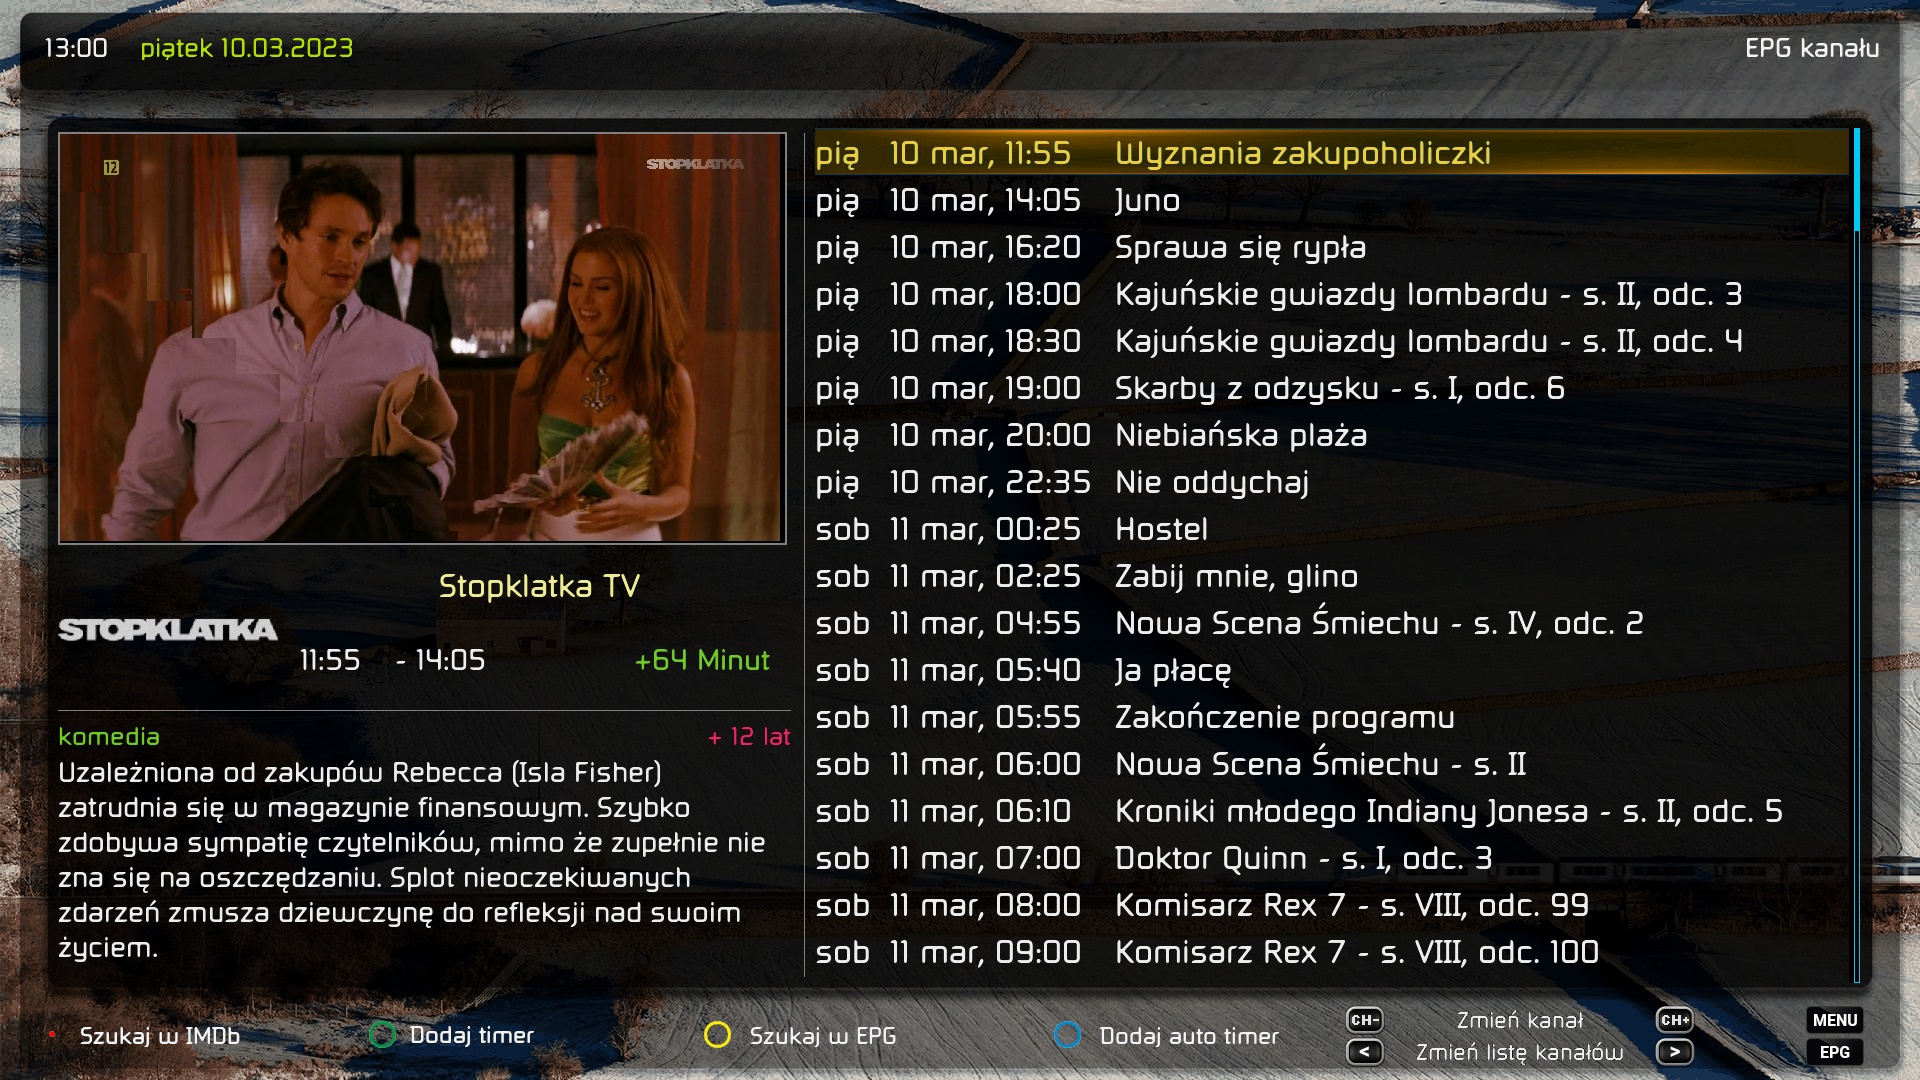 13:00 piątek 10.03.2023
EPG kanału
12
STOPKLATKA
Stopklatka TV
STOPKLATKA
11:55 - 14:05 +64 Minut
komedia + 12 lat
Uzależniona od zakupów Rebecca (Isla Fisher)
zatrudnia się w magazynie finansowym. Szybko
zdobywa sympatię czytelników, mimo że zupełnie nie
zna się na oszczędzaniu. Splot nieoczekiwanych
zdarzeń zmusza dziewczynę do refleksji nad swoim
życiem.
pią 10 mar, 11:55 Wyznania zakupoholiczki
pią 10 mar, 14:05 Juno
pią 10 mar, 16:20 Sprawa się rypła
pią 10 mar, 18:00 Kajuńskie gwiazdy lombardu - s. II, odc. 3
pią 10 mar, 18:30 Kajuńskie gwiazdy lombardu - s. II, odc. 4
pią 10 mar, 19:00 Skarby z odzysku - s. I, odc. 6
pią 10 mar, 20:00 Niebiańska plaża
pią 10 mar, 22:35 Nie oddychaj
sob 11 mar, 00:25 Hostel
sob 11 mar, 02:25 Zabij mnie, glino
sob 11 mar, 04:55 Nowa Scena Śmiechu - s. IV, odc. 2
sob 11 mar, 05:40 Ja płacę
sob 11 mar, 05:55 Zakończenie programu
sob 11 mar, 06:00 Nowa Scena Śmiechu - s. II
sob 11 mar, 06:10 Kroniki młodego Indiany Jonesa - s. II, odc. 5
sob 11 mar, 07:00 Doktor Quinn - s. I, odc. 3
sob 11 mar, 08:00 Komisarz Rex 7 - s. VIII, odc. 99
sob 11 mar, 09:00 Komisarz Rex 7 - s. VIII, odc. 100
Szukaj w IMDb Dodaj timer Szukaj w EPG Dodaj auto timer
CH- Zmień kanał CH+ MENU
< Zmień listę kanałów > EPG